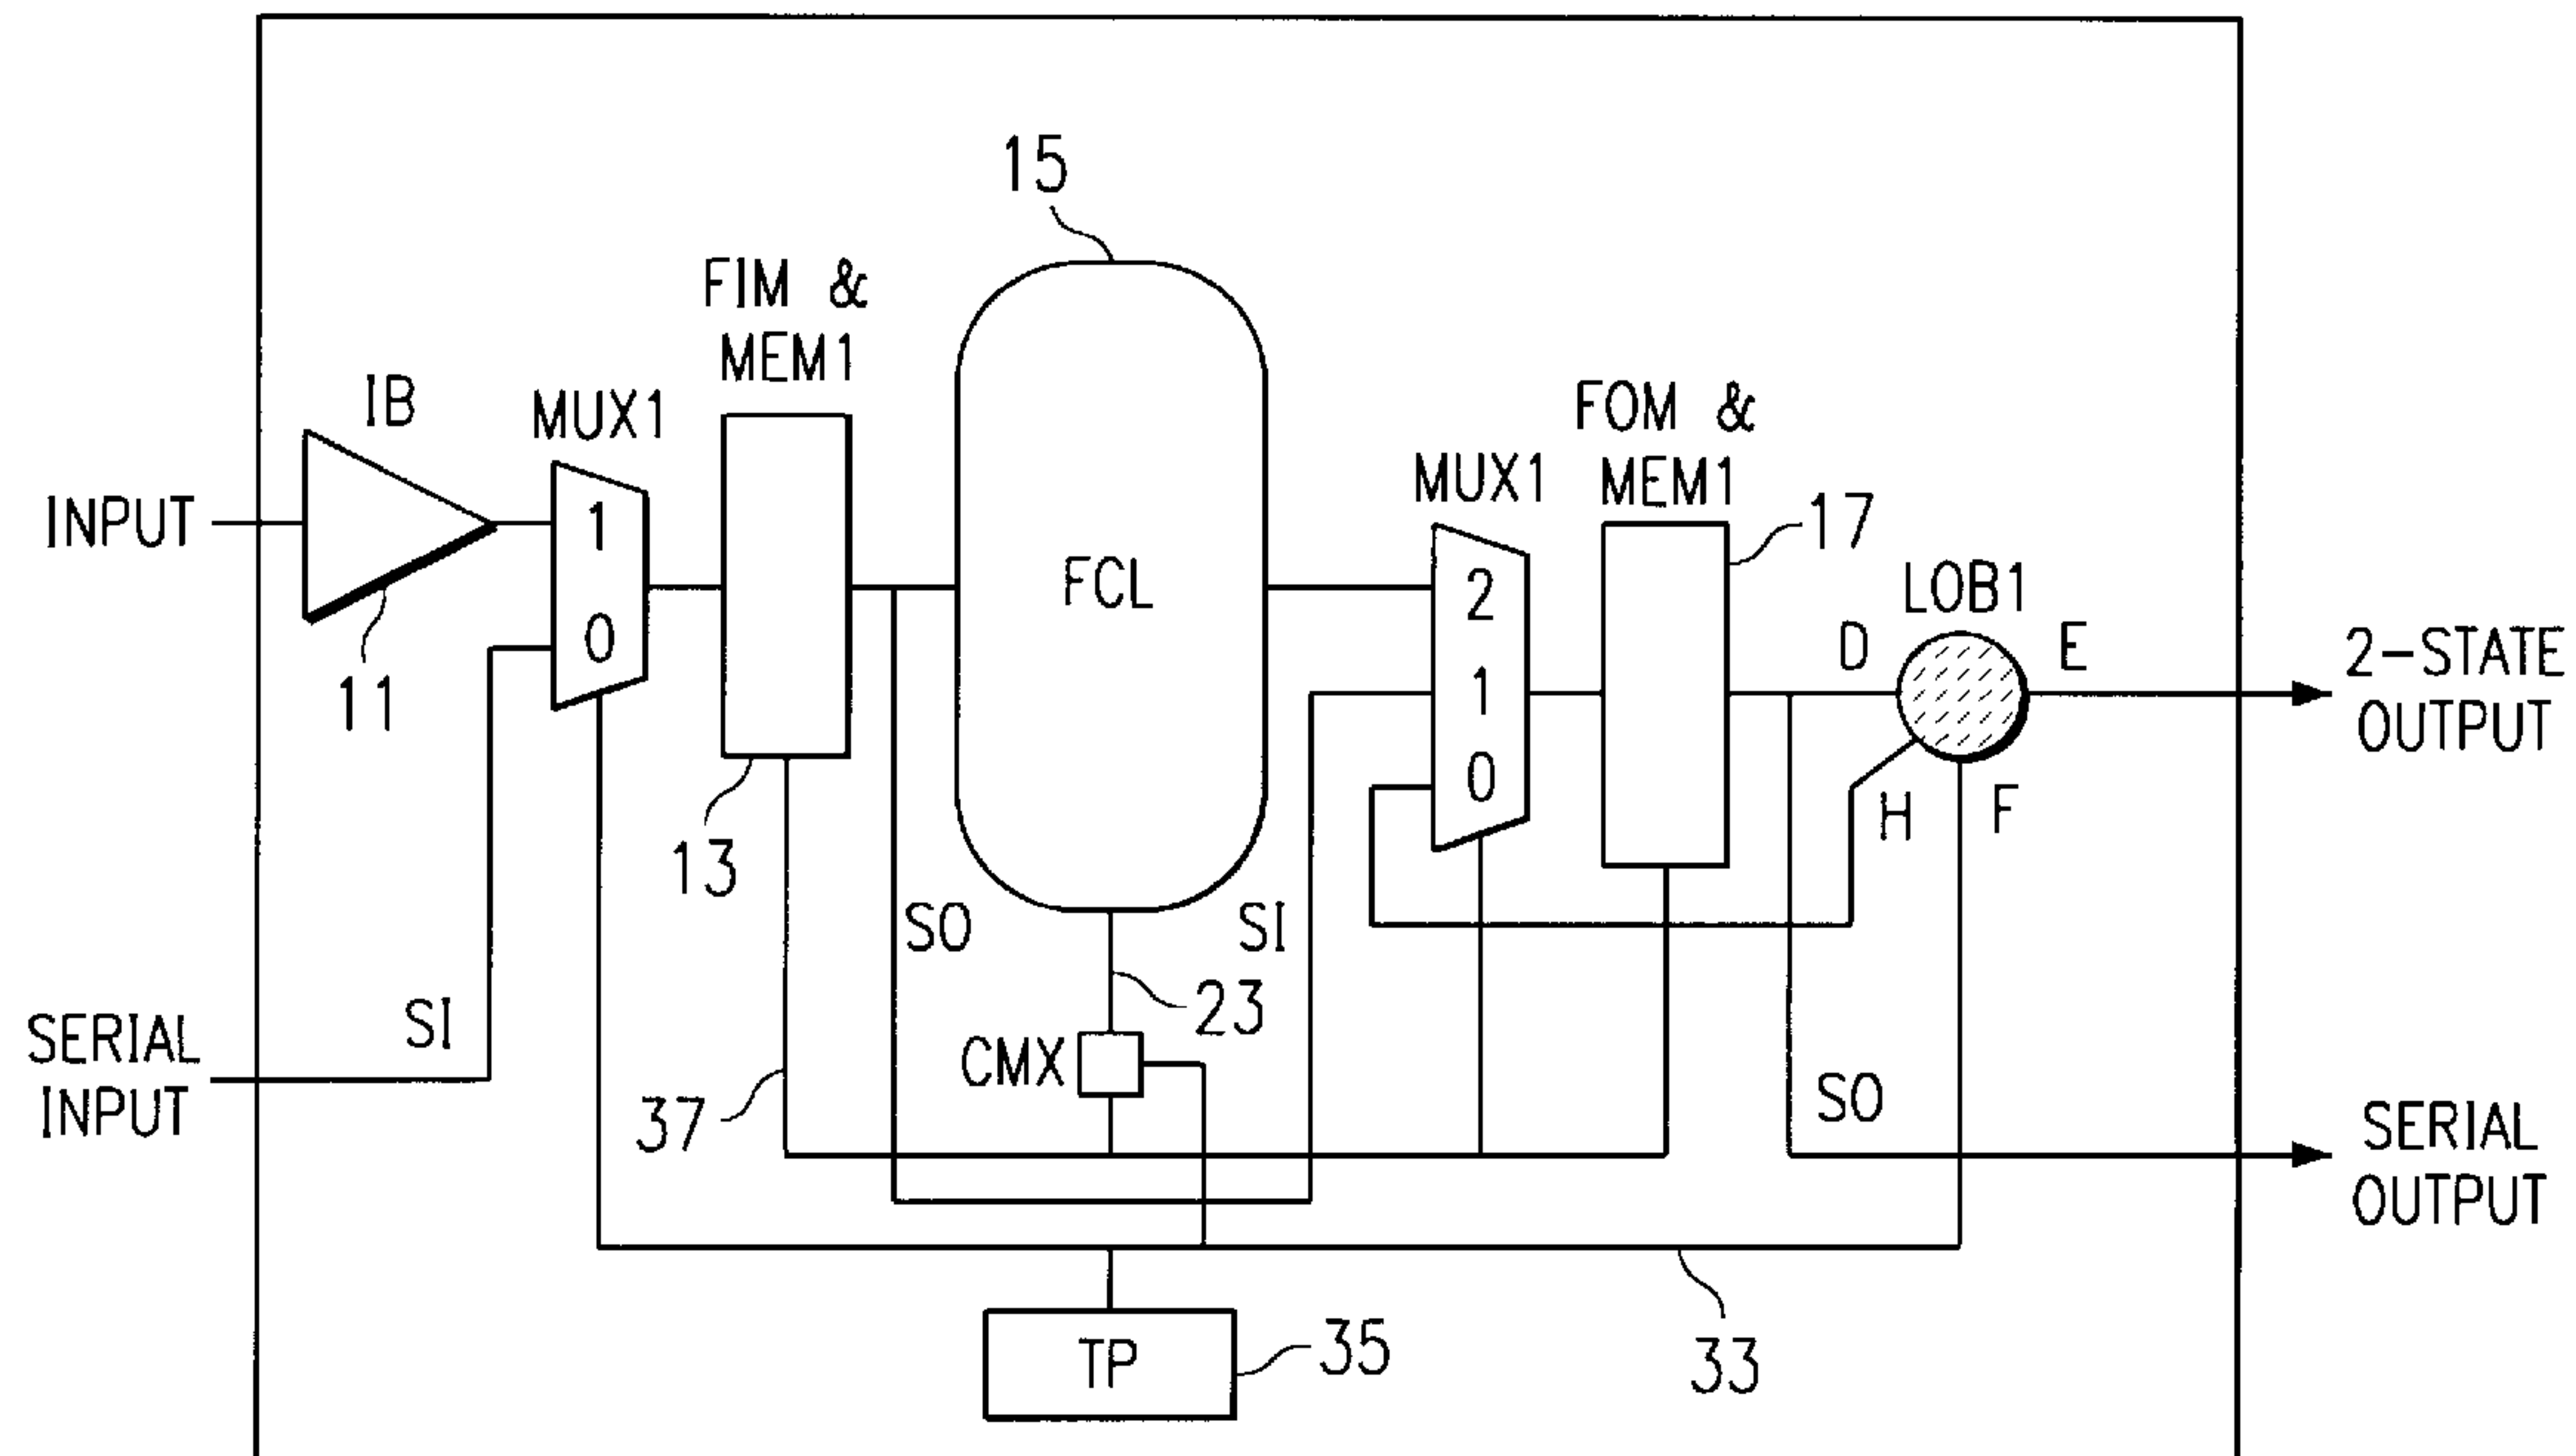 15
FIM &
MEM1
IB
MUX1
FOM &
MEM1
MUX1
17
INPUT
1
0
FCL
2
1
0
LOB1
D
E
H
F
2-STATE
OUTPUT
11
13
SO
SI
23
SI
CMX
37
SERIAL
INPUT
SO
SERIAL
OUTPUT
TP
35
33